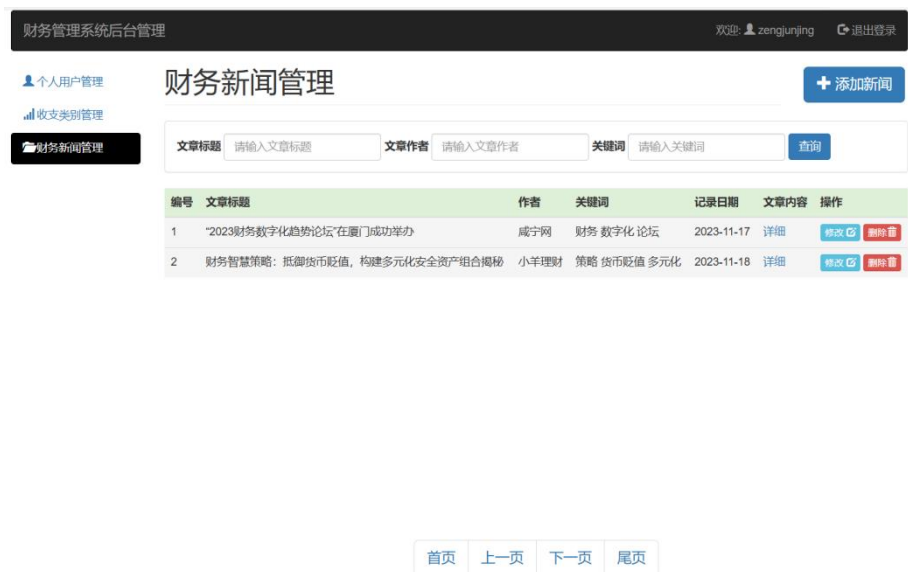 财务管理系统后台管理 欢迎: zengjunjing 退出登录
个人用户管理
收支类别管理
财务新闻管理
财务新闻管理 添加新闻
文章标题 请输入文章标题 文章作者 请输入文章作者 关键词 请输入关键词 查询
编号 文章标题 作者 关键词 记录日期 文章内容 操作
1 “2023财务数字化趋势论坛”在厦门成功举办 咸宁网 财务 数字化 论坛 2023-11-17 详细 修改 删除
2 财务智慧策略：抵御货币贬值，构建多元化安全资产组合揭秘 小羊理财 策略 货币贬值 多元化 2023-11-18 详细 修改 删除
首页 上一页 下一页 尾页